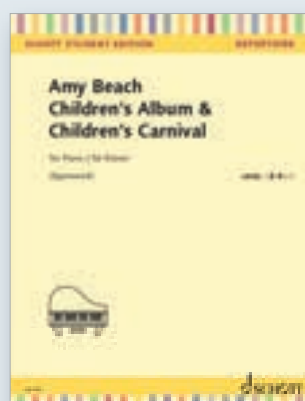 SCHOTT STUDENT EDITION REPERTOIRE
Amy Beach
Children's Album &
Children's Carnival
for Piano / für Klavier
SCHOTT